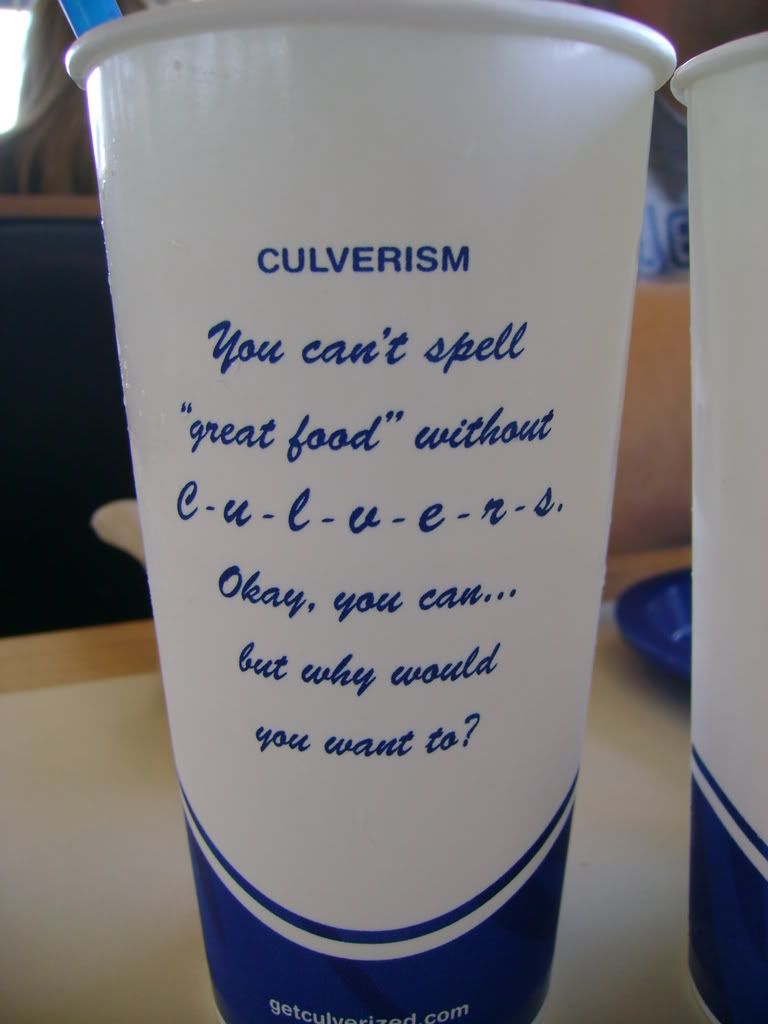 CULVERISM
You can't spell
"great food" without
C-u-l-v-e-r-s.
Okay, you can...
but why would
you want to?
getculverized.com